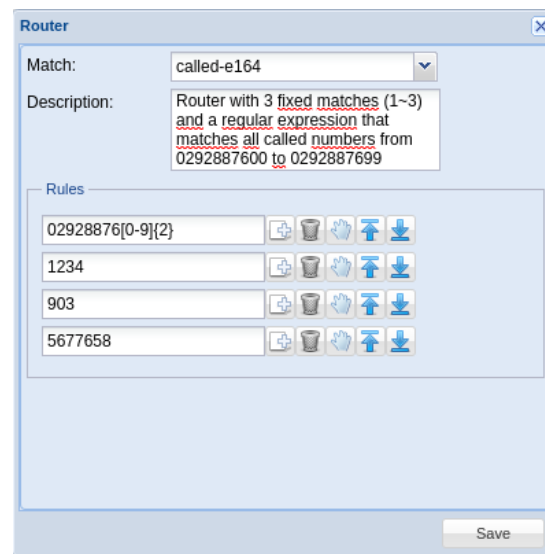 Router
Match:
called-e164
Description:
Router with 3 fixed matches (1~3)
and a regular expression that
matches all called numbers from
0292887600 to 0292887699
Rules
02928876[0-9]{2}
1234
903
5677658
Save